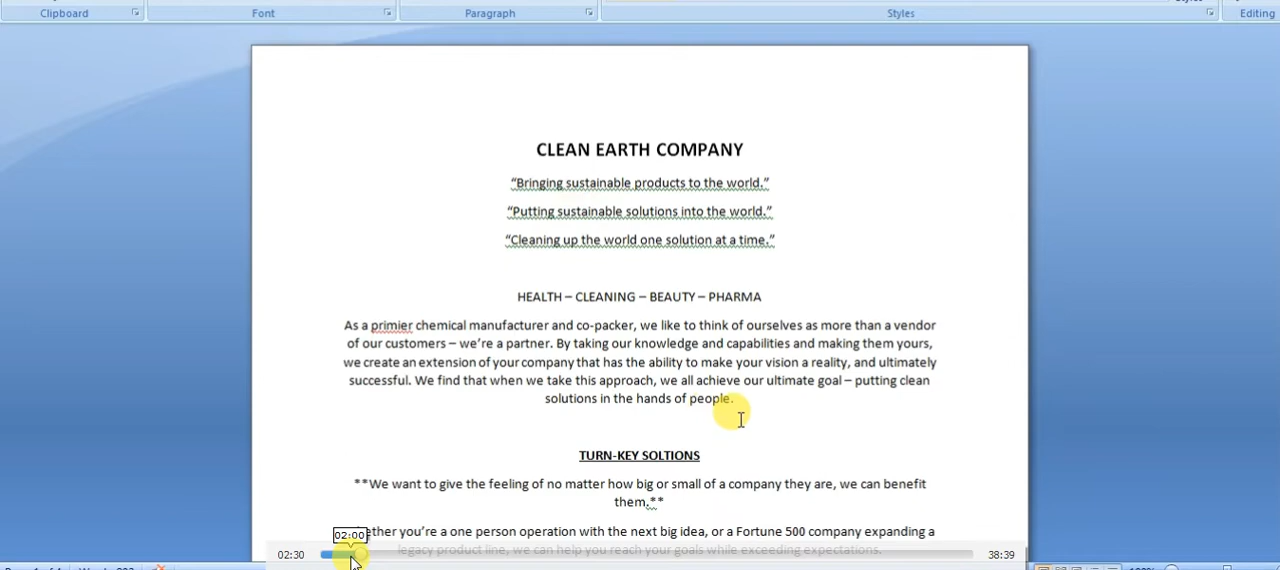 Clipboard
Font
Paragraph
Styles
Editing
CLEAN EARTH COMPANY
“Bringing sustainable products to the world.”
“Putting sustainable solutions into the world.”
“Cleaning up the world one solution at a time.”
HEALTH – CLEANING – BEAUTY – PHARMA
As a primier chemical manufacturer and co-packer, we like to think of ourselves as more than a vendor
of our customers – we’re a partner. By taking our knowledge and capabilities and making them yours,
we create an extension of your company that has the ability to make your vision a reality, and ultimately
successful. We find that when we take this approach, we all achieve our ultimate goal – putting clean
solutions in the hands of people.
TURN-KEY SOLTIONS
**We want to give the feeling of no matter how big or small of a company they are, we can benefit
them.**
you’re a one person operation with the next big idea, or a Fortune 500 company expanding a
02:00
legacy product line, we can help you reach your goals while exceeding expectations.
02:30
38:39